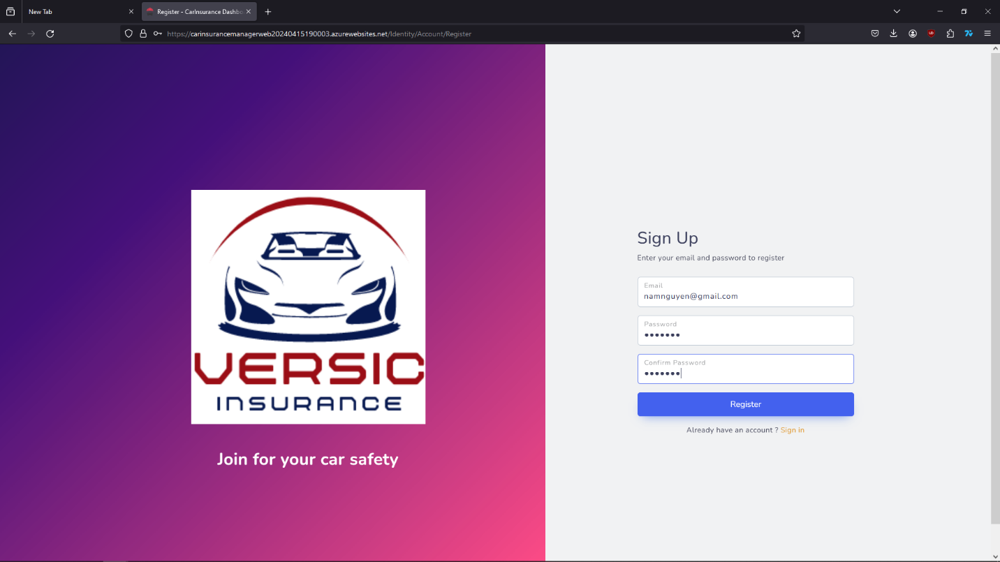 New Tab
Register - CarInsurance Dashbo
https://carinsurancemanagerweb20240415190003.azurewebsites.net/Identity/Account/Register
VERSIC
INSURANCE
Join for your car safety
Sign Up
Enter your email and password to register
Email
namnguyen@gmail.com
Password
•••••••
Confirm Password
•••••••
Register
Already have an account ? Sign in